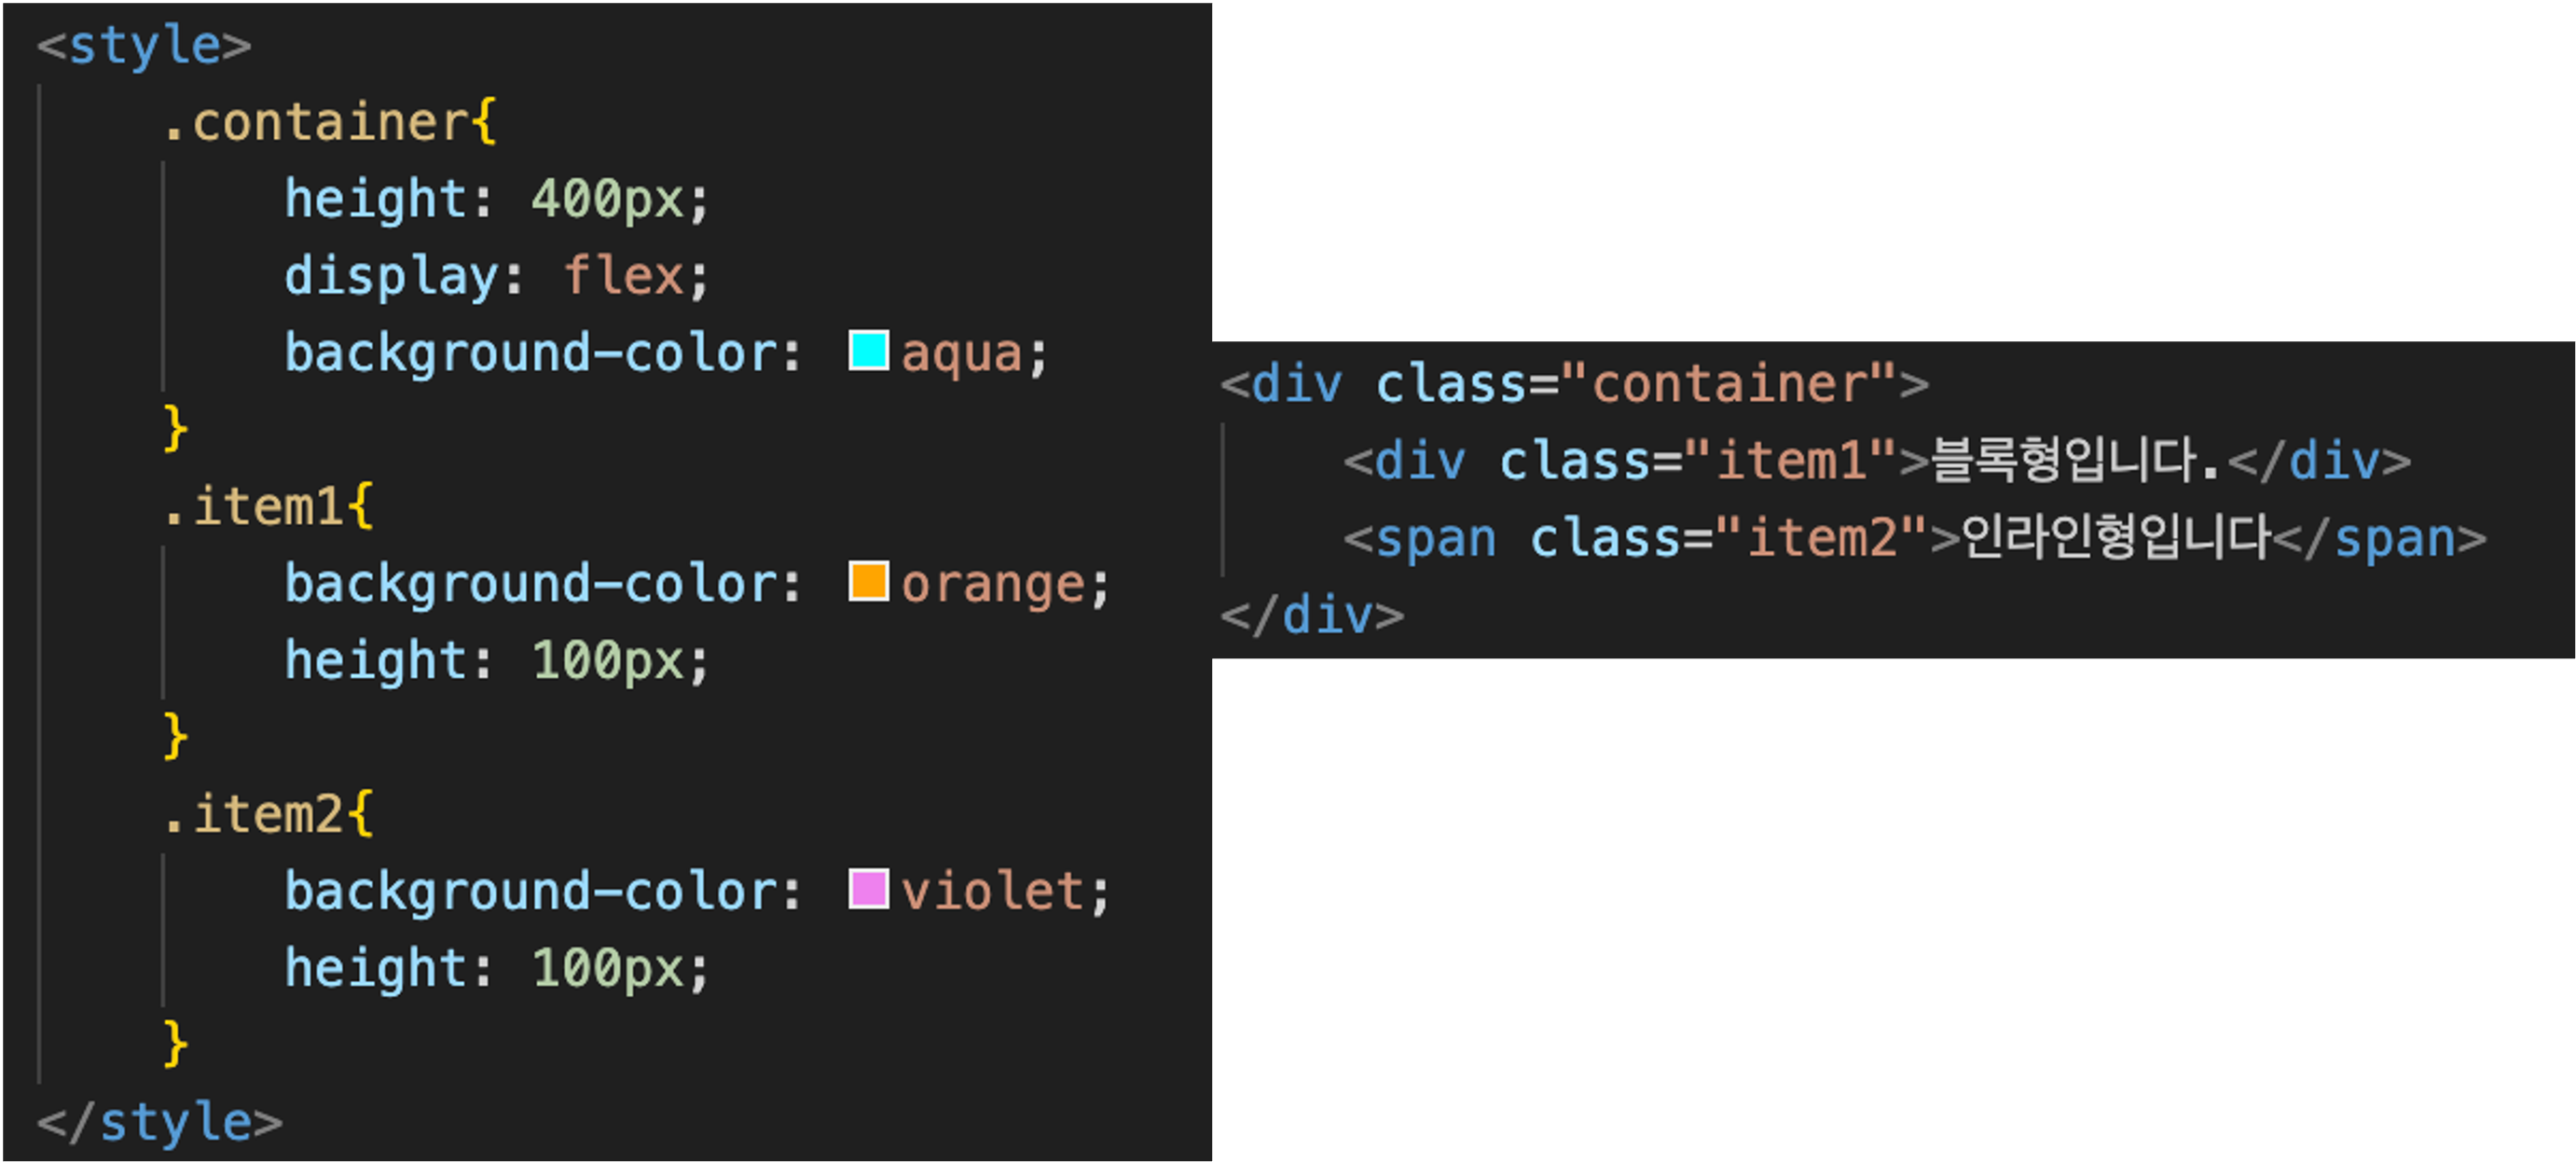 <style>
.container{
height: 400px;
display: flex;
background-color: aqua;
}
.item1{
background-color: orange;
height: 100px;
}
.item2{
background-color: violet;
height: 100px;
}
</style>
<div class="container">
<div class="item1">블록형입니다.</div>
<span class="item2">인라인형입니다</span>
</div>